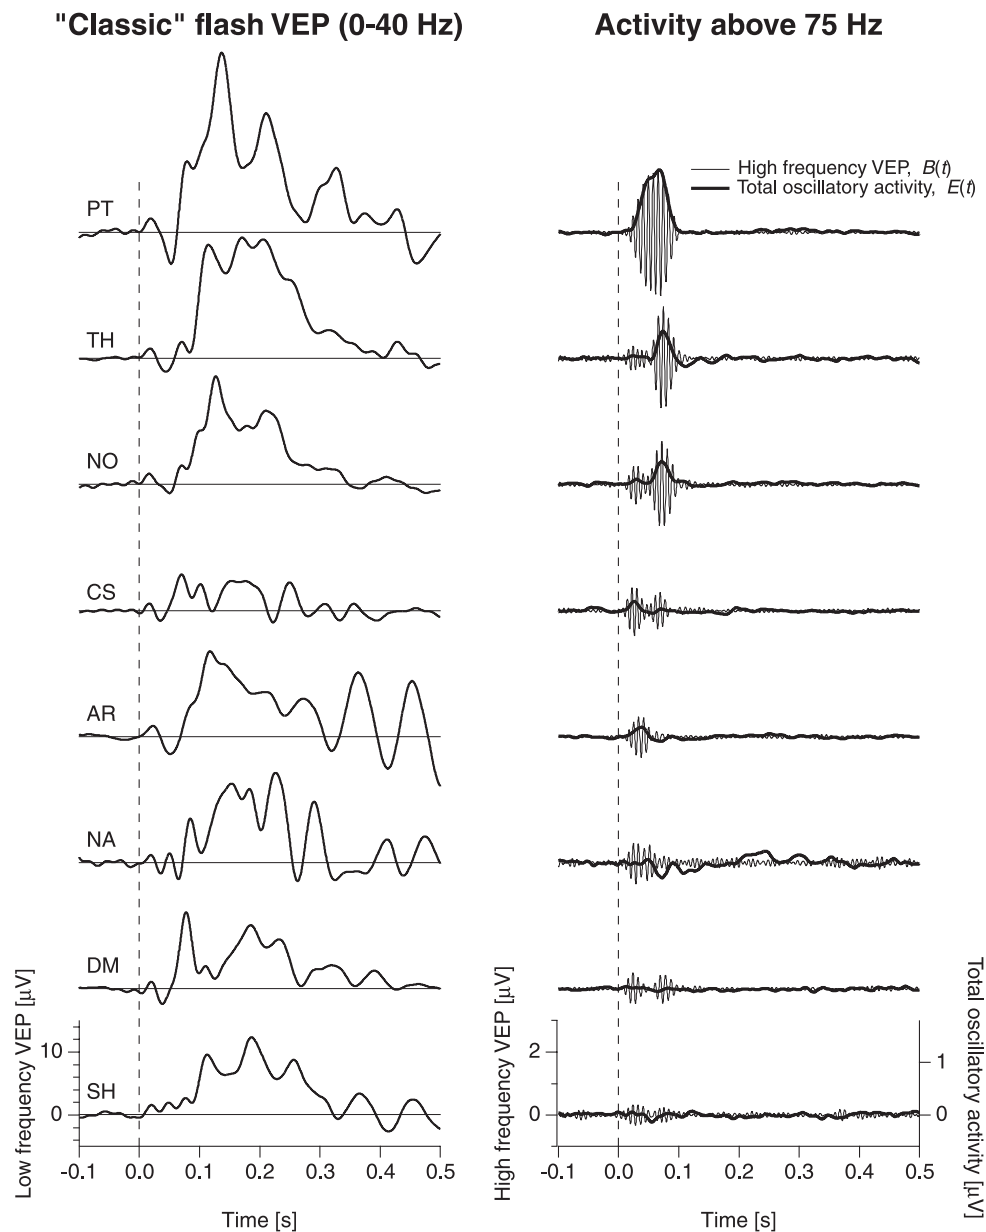 "Classic" flash VEP (0-40 Hz)
Activity above 75 Hz
High frequency VEP, B(t)
Total oscillatory activity, E(t)
PT
TH
NO
CS
AR
NA
DM
SH
Low frequency VEP [µV]
10
0
-0.1 0.0 0.1 0.2 0.3 0.4 0.5
Time [s]
High frequency VEP [µV]
2
0
Total oscillatory activity [µV]
1
0
-0.1 0.0 0.1 0.2 0.3 0.4 0.5
Time [s]